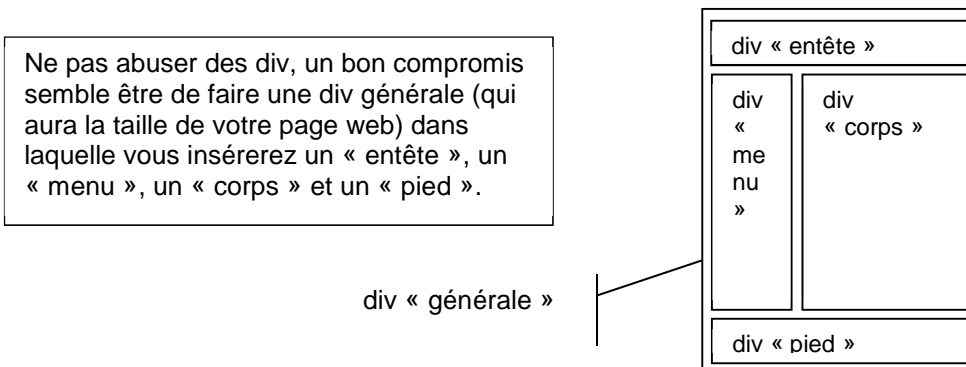 Ne pas abuser des div, un bon compromis
semble être de faire une div générale (qui
aura la taille de votre page web) dans
laquelle vous insérerez un « entête », un
« menu », un « corps » et un « pied ».
div « générale »
div « entête »
div
«
me
nu
»
div
« corps »
div « pied »